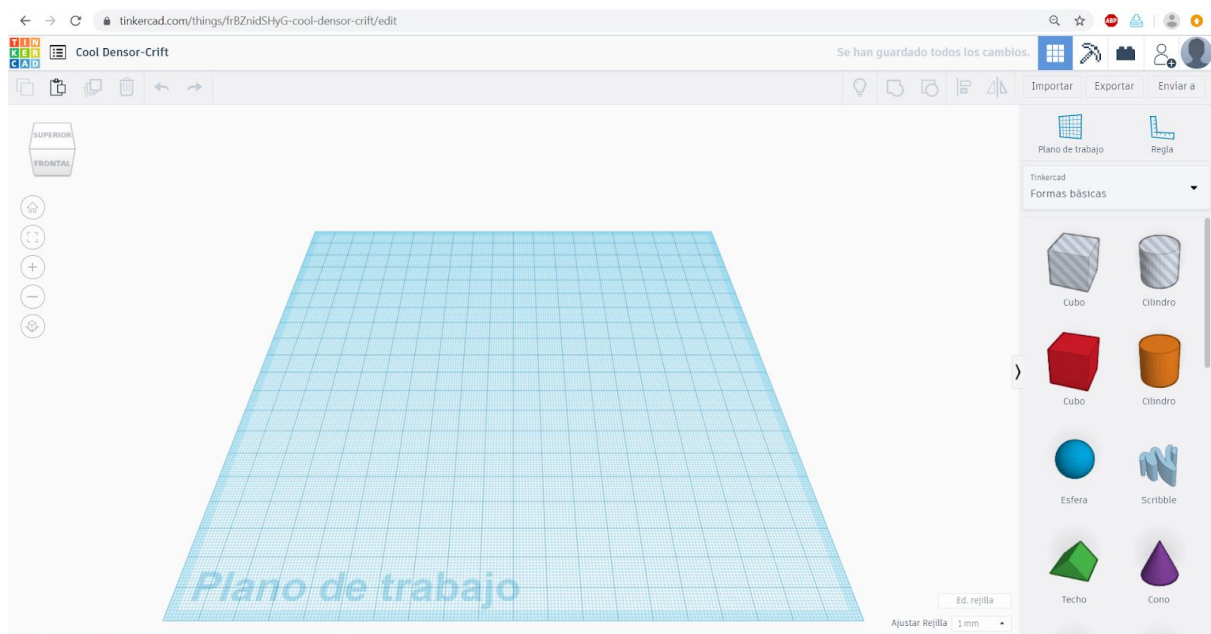 tinkercad.com/things/frBZnidSHyG-cool-densor-crift/edit
ABP
TIN
KER
CAD
Cool Densor-Crift
Se han guardado todos los cambios.
Importar
Exportar
Enviar a
SUPERIOR
FRONTAL
Plano de trabajo
Regla
Tinkercad
Formas básicas
Cubo
Cilindro
Cubo
Cilindro
Esfera
Scribble
Techo
Cono
Plano de trabajo
Ed. rejilla
Ajustar Rejilla 1 mm